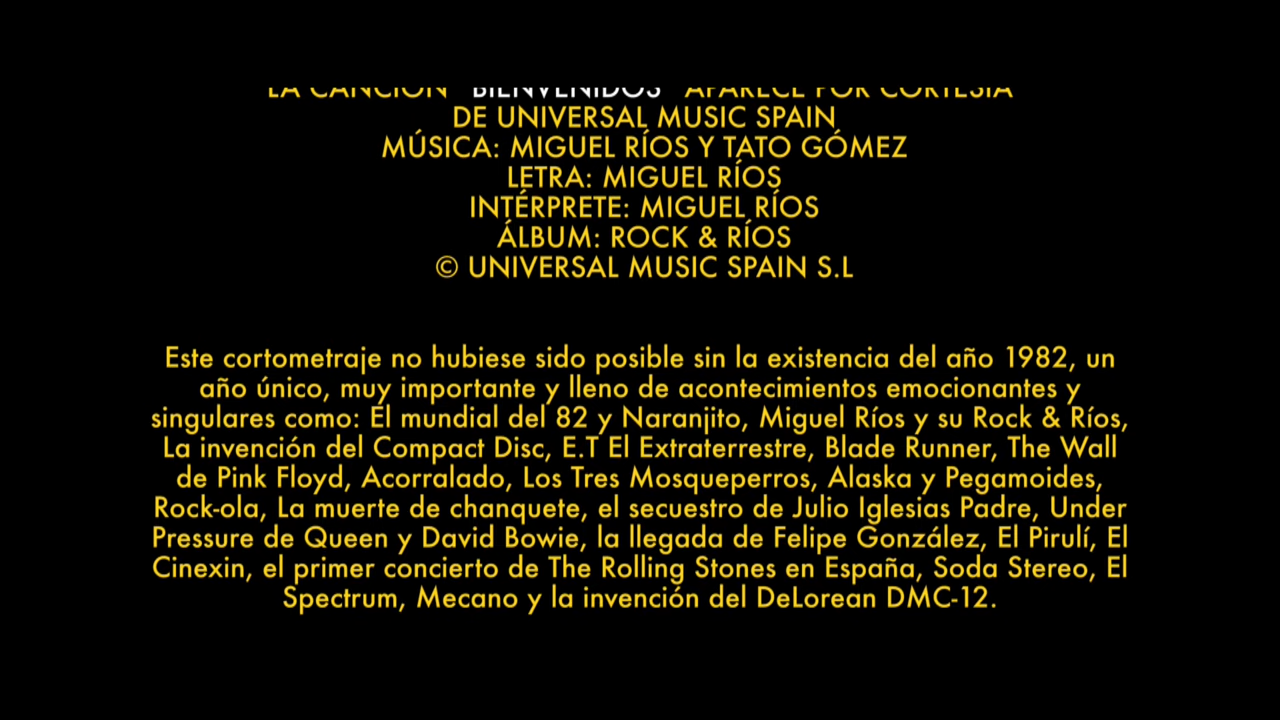 LA CANCIÓN "BIENVENIDOS" APARECE POR CORTESÍA
DE UNIVERSAL MUSIC SPAIN
MÚSICA: MIGUEL RÍOS Y TATO GÓMEZ
LETRA: MIGUEL RÍOS
INTÉRPRETE: MIGUEL RÍOS
ÁLBUM: ROCK & RÍOS
© UNIVERSAL MUSIC SPAIN S.L
Este cortometraje no hubiese sido posible sin la existencia del año 1982, un
año único, muy importante y lleno de acontecimientos emocionantes y
singulares como: El mundial del 82 y Naranjito, Miguel Ríos y su Rock & Ríos,
La invención del Compact Disc, E.T El Extraterrestre, Blade Runner, The Wall
de Pink Floyd, Acorralado, Los Tres Mosqueperros, Alaska y Pegamoides,
Rock-ola, La muerte de chanquete, el secuestro de Julio Iglesias Padre, Under
Pressure de Queen y David Bowie, la llegada de Felipe González, El Pirulí, El
Cinexin, el primer concierto de The Rolling Stones en España, Soda Stereo, El
Spectrum, Mecano y la invención del DeLorean DMC-12.